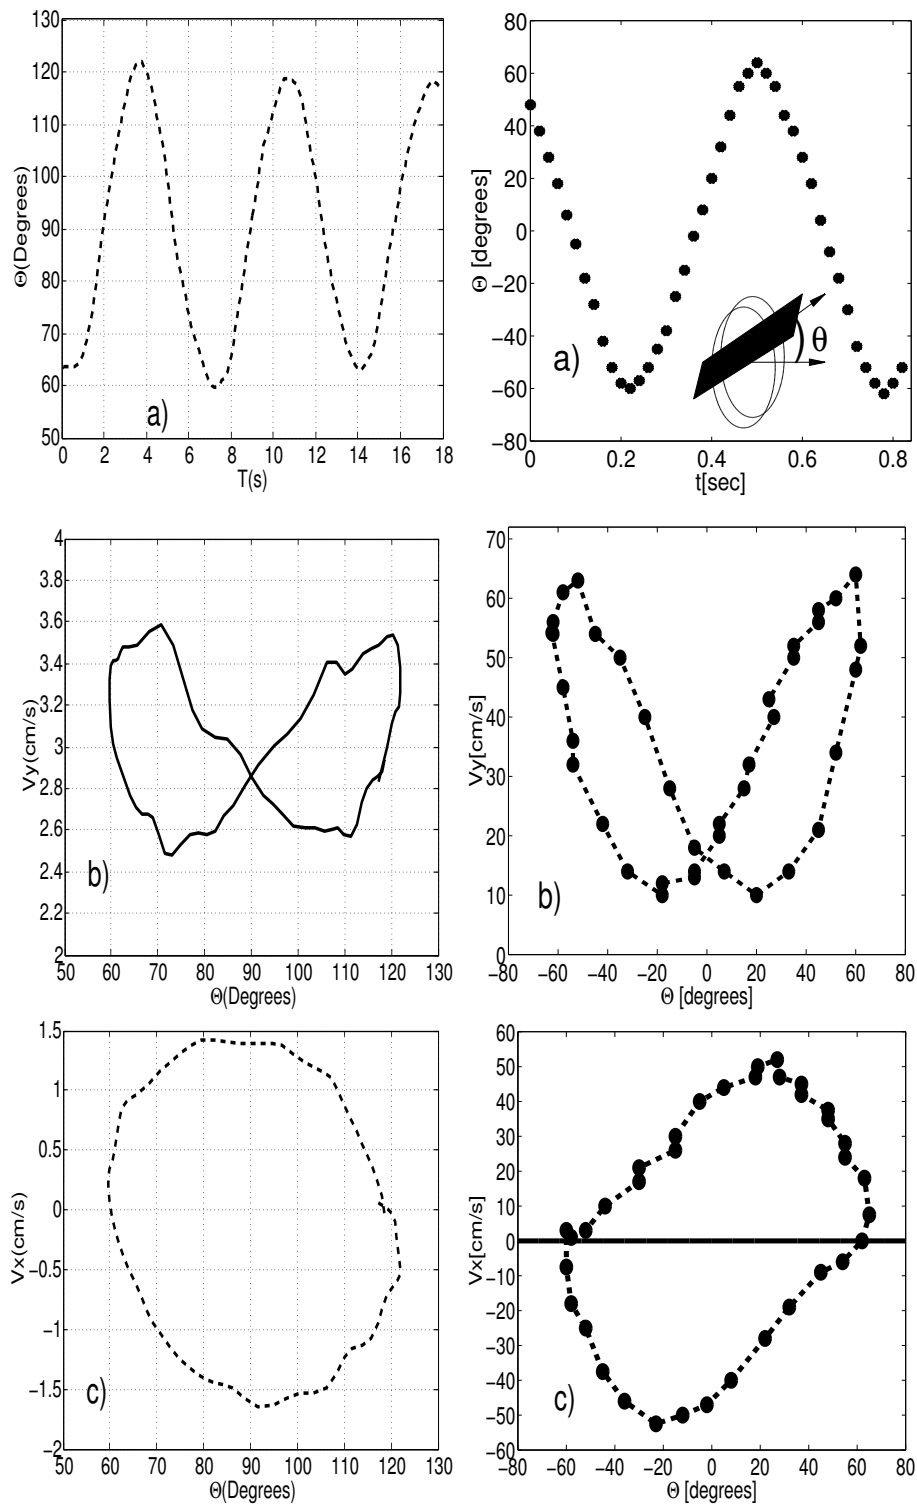 130
120
110
100
90
80
70
60
50
Θ(Degrees)
a)
0 2 4 6 8 10 12 14 16 18
T(s)
80
60
40
20
0
−20
−40
−60
−80
Θ [degrees]
a)
θ
0 0.2 0.4 0.6 0.8
t[sec]
4
3.8
3.6
3.4
3.2
3
2.8
2.6
2.4
2.2
2
Vy(cm/s)
b)
50 60 70 80 90 100 110 120 130
Θ(Degrees)
70
60
50
40
30
20
10
0
Vy[cm/s]
b)
−80 −60 −40 −20 0 20 40 60 80
Θ [degrees]
1.5
1
0.5
0
−0.5
−1
−1.5
−2
Vx(cm/s)
c)
50 60 70 80 90 100 110 120 130
Θ(Degrees)
60
50
40
30
20
10
0
−10
−20
−30
−40
−50
−60
Vx[cm/s]
c)
−80 −60 −40 −20 0 20 40 60 80
Θ [degrees]